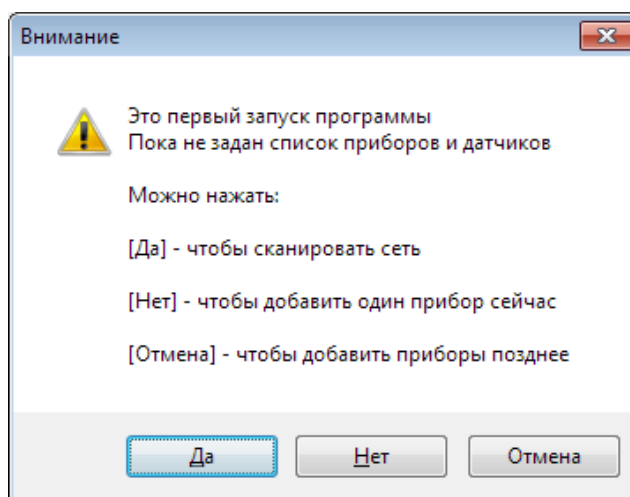 Внимание
Это первый запуск программы
Пока не задан список приборов и датчиков
Можно нажать:
[Да] - чтобы сканировать сеть
[Нет] - чтобы добавить один прибор сейчас
[Отмена] - чтобы добавить приборы позднее
Да
Нет
Отмена